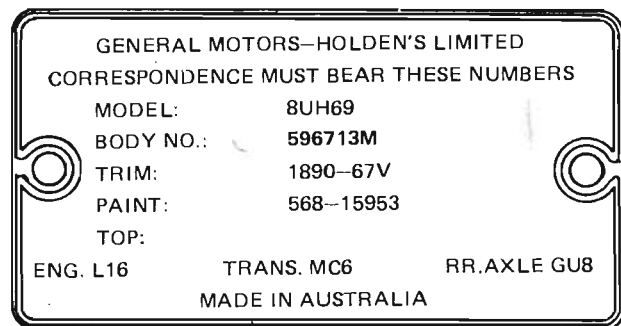 GENERAL MOTORS–HOLDEN'S LIMITED
CORRESPONDENCE MUST BEAR THESE NUMBERS
MODEL: 8UH69
BODY NO.: 596713M
TRIM: 1890–67V
PAINT: 568–15953
TOP:
ENG. L16 TRANS. MC6 RR.AXLE GU8
MADE IN AUSTRALIA